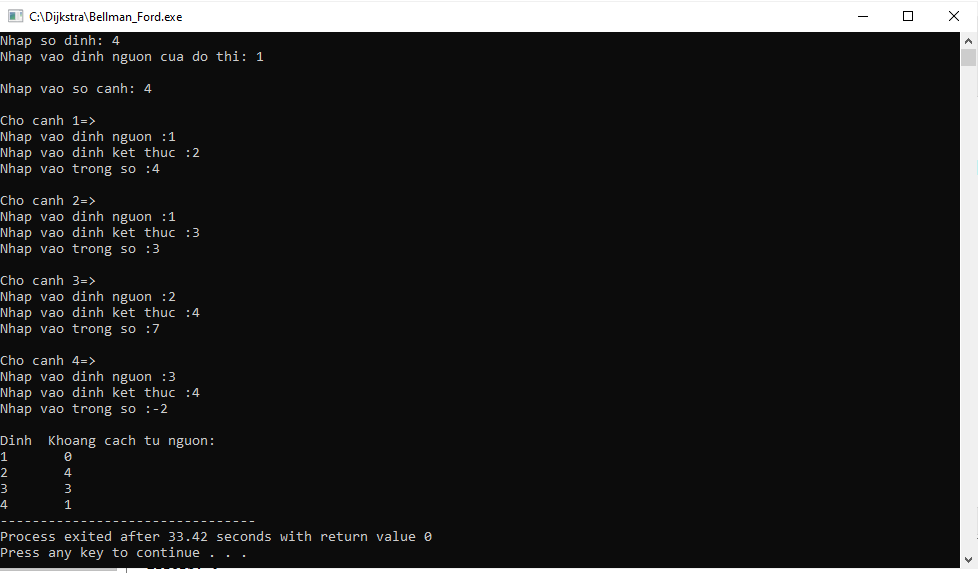 C:\Dijkstra\Bellman_Ford.exe
Nhap so dinh: 4
Nhap vao dinh nguon cua do thi: 1
Nhap vao so canh: 4
Cho canh 1=>
Nhap vao dinh nguon :1
Nhap vao dinh ket thuc :2
Nhap vao trong so :4
Cho canh 2=>
Nhap vao dinh nguon :1
Nhap vao dinh ket thuc :3
Nhap vao trong so :3
Cho canh 3=>
Nhap vao dinh nguon :2
Nhap vao dinh ket thuc :4
Nhap vao trong so :7
Cho canh 4=>
Nhap vao dinh nguon :3
Nhap vao dinh ket thuc :4
Nhap vao trong so :-2
Dinh  Khoang cach tu nguon:
1       0
2       4
3       3
4       1
--------------------------------
Process exited after 33.42 seconds with return value 0
Press any key to continue . . .